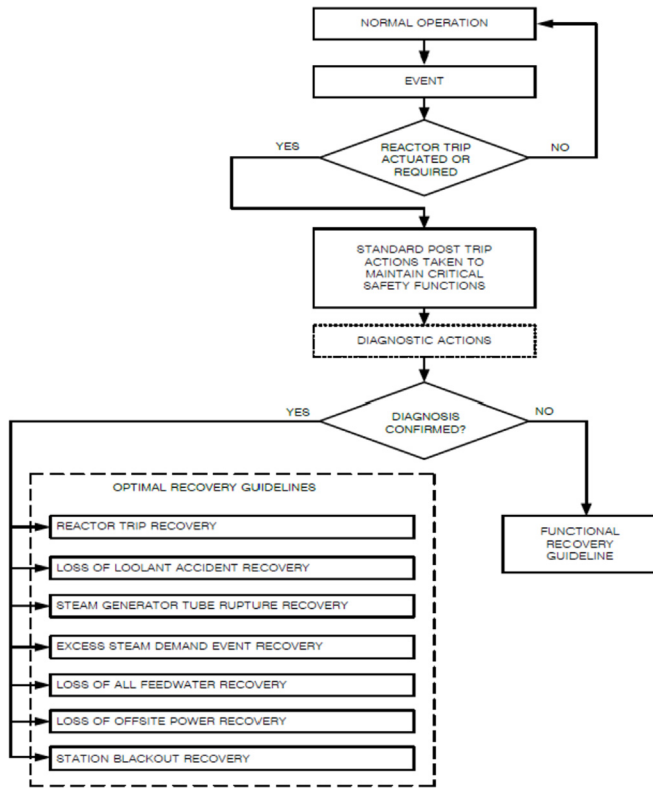 NORMAL OPERATION
EVENT
REACTOR TRIP
ACTUATED OR
REQUIRED
YES
NO
STANDARD POST TRIP
ACTIONS TAKEN TO
MAINTAIN CRITICAL
SAFETY FUNCTIONS
DIAGNOSTIC ACTIONS
DIAGNOSIS
CONFIRMED?
YES
NO
OPTIMAL RECOVERY GUIDELINES
REACTOR TRIP RECOVERY
LOSS OF LOOLANT ACCIDENT RECOVERY
STEAM GENERATOR TUBE RUPTURE RECOVERY
EXCESS STEAM DEMAND EVENT RECOVERY
LOSS OF ALL FEEDWATER RECOVERY
LOSS OF OFFSITE POWER RECOVERY
STATION BLACKOUT RECOVERY
FUNCTIONAL
RECOVERY
GUIDELINE